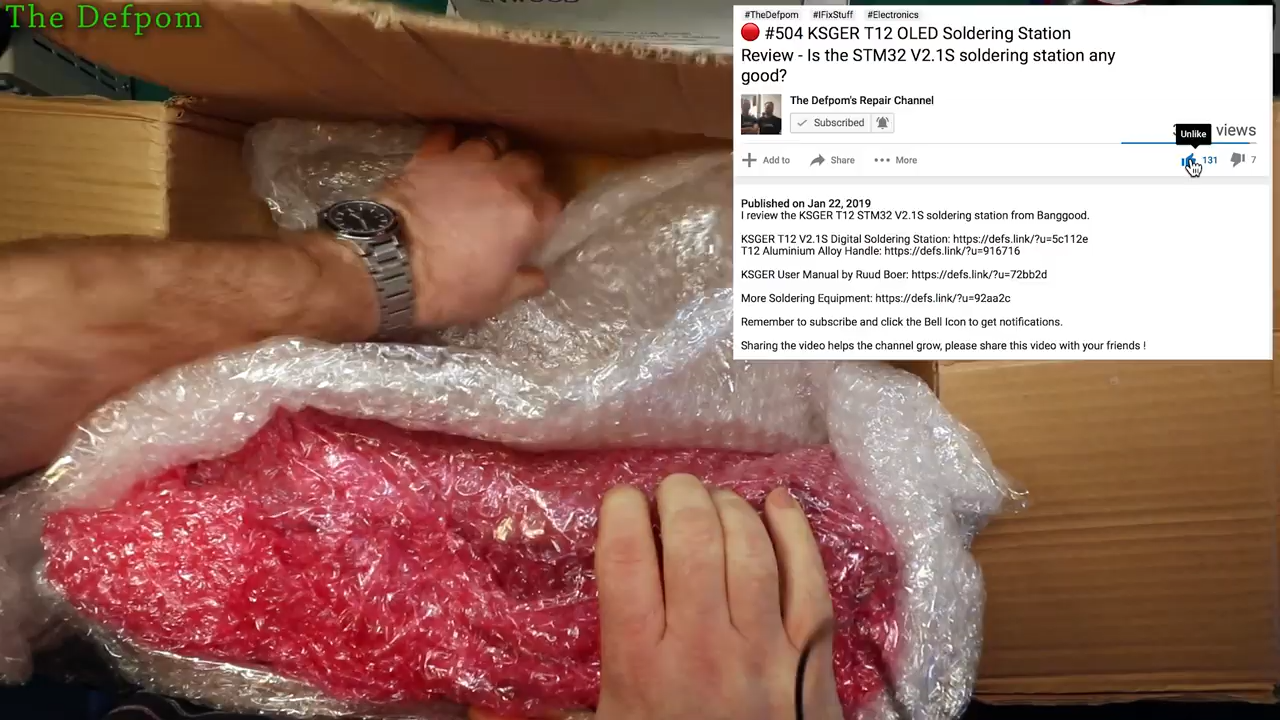 The Defpom
#TheDefpom #IFixStuff #Electronics
#504 KSGER T12 OLED Soldering Station
Review - Is the STM32 V2.1S soldering station any
good?
The Defpom's Repair Channel
Subscribed
views
Unlike
Add to Share More 131 7
Published on Jan 22, 2019
I review the KSGER T12 STM32 V2.1S soldering station from Banggood.
KSGER T12 V2.1S Digital Soldering Station: https://defs.link/?u=5c112e
T12 Aluminium Alloy Handle: https://defs.link/?u=916716
KSGER User Manual by Ruud Boer: https://defs.link/?u=72bb2d
More Soldering Equipment: https://defs.link/?u=92aa2c
Remember to subscribe and click the Bell Icon to get notifications.
Sharing the video helps the channel grow, please share this video with your friends !